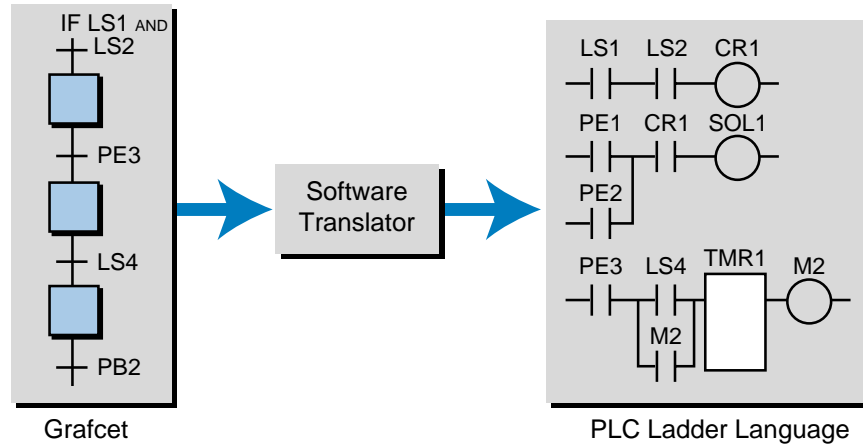 IF LS1 AND
LS2
PE3
LS4
PB2
Grafcet
Software
Translator
LS1 LS2 CR1
PE1 CR1 SOL1
PE2
PE3 LS4 TMR1 M2
M2
PLC Ladder Language